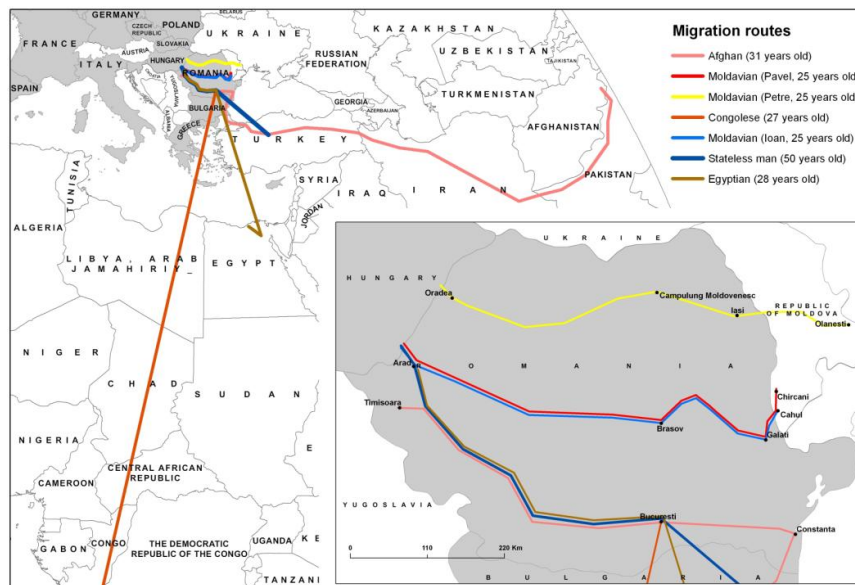 GERMANY
BELARUS
POLAND
CZECH
REPUBLIC
UKRAINE
KAZAKHSTAN
FRANCE
SLOVAKIA
AUSTRIA
HUNGARY
RUSSIAN
FEDERATION
UZBEKISTAN
TAJIKISTAN
ITALY
ROMANIA
YUGOSLAVIA
SPAIN
BULGARIA
GEORGIA
AZERBAIJAN
TURKMENISTAN
ALBANIA
GREECE
TURKEY
AFGHANISTAN
TUNISIA
SYRIA
IRAQ
IRAN
PAKISTAN
JORDAN
ALGERIA
LIBYA, ARAB
JAMAHIRIY_
EGYPT
NIGER
CHAD
SUDAN
NIGERIA
E
CENTRAL AFRICAN
REPUBLIC
CAMEROON
GABON
CONGO
THE DEMOCRATIC
REPUBLIC OF THE CONGO
UGANDA
KE
TANZANI
Migration routes
Afghan (31 years old)
Moldavian (Pavel, 25 years old
Moldavian (Petre, 25 years old
Congolese (27 years old)
Moldavian (Ioan, 25 years old
Stateless man (50 years old)
Egyptian (28 years old)
UKRAINE
HUNGARY
Oradea
Campulung Moldovenesc
Iasi
REPUBLIC
OF MOLDOVA
Olanesti
Arad
ROMANIA
Timisoara
Chircani
Cahul
Brasov
Galati
YUGOSLAVIA
Bucuresti
Constanta
0 110 220 Km
BULGARIA